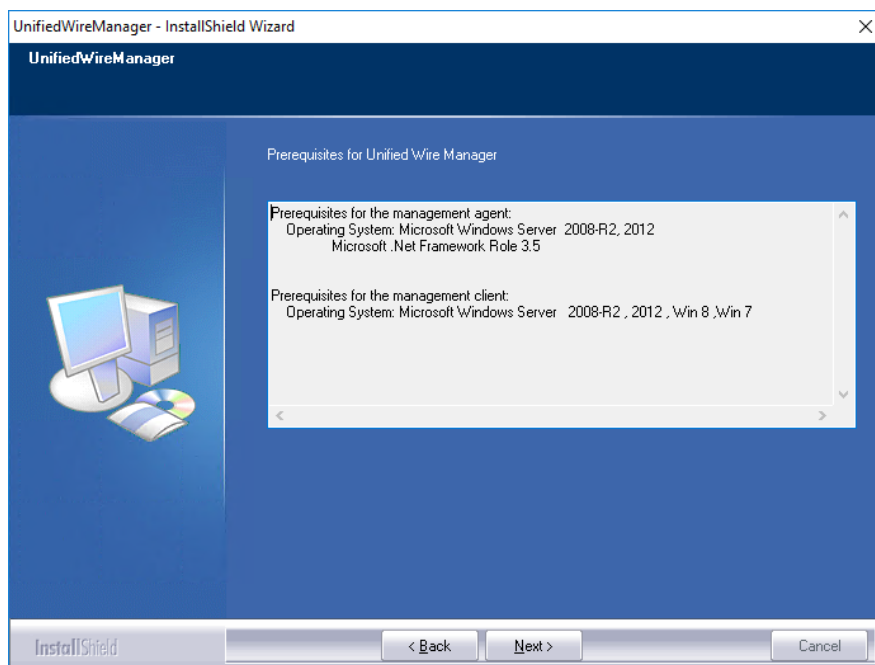 UnifiedWireManager - InstallShield Wizard
UnifiedWireManager
Prerequisites for Unified Wire Manager
Prerequisites for the management agent:
Operating System: Microsoft Windows Server 2008-R2, 2012
Microsoft .Net Framework Role 3.5
Prerequisites for the management client:
Operating System: Microsoft Windows Server 2008-R2 , 2012 , Win 8 ,Win 7
InstallShield
< Back
Next >
Cancel